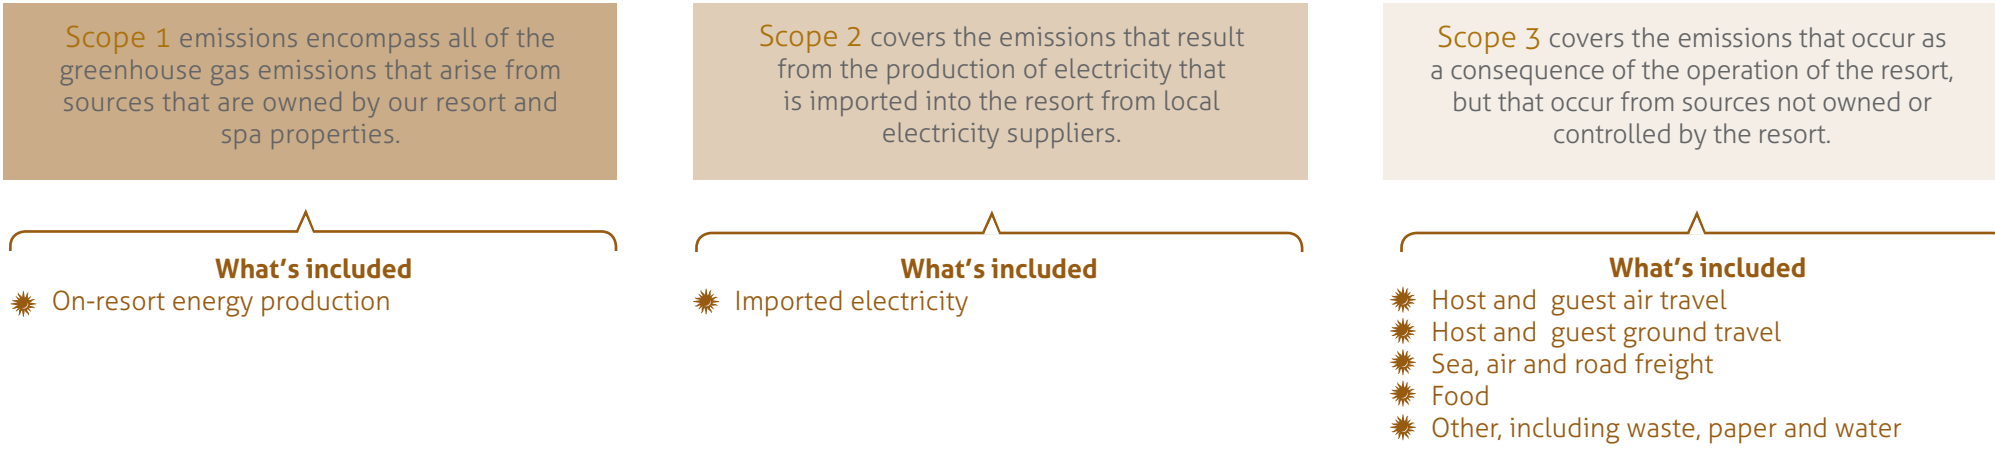 Scope 1 emissions encompass all of the
greenhouse gas emissions that arise from
sources that are owned by our resort and
spa properties.
What's included
On-resort energy production
Scope 2 covers the emissions that result
from the production of electricity that
is imported into the resort from local
electricity suppliers.
What's included
Imported electricity
Scope 3 covers the emissions that occur as
a consequence of the operation of the resort,
but that occur from sources not owned or
controlled by the resort.
What's included
Host and guest air travel
Host and guest ground travel
Sea, air and road freight
Food
Other, including waste, paper and water